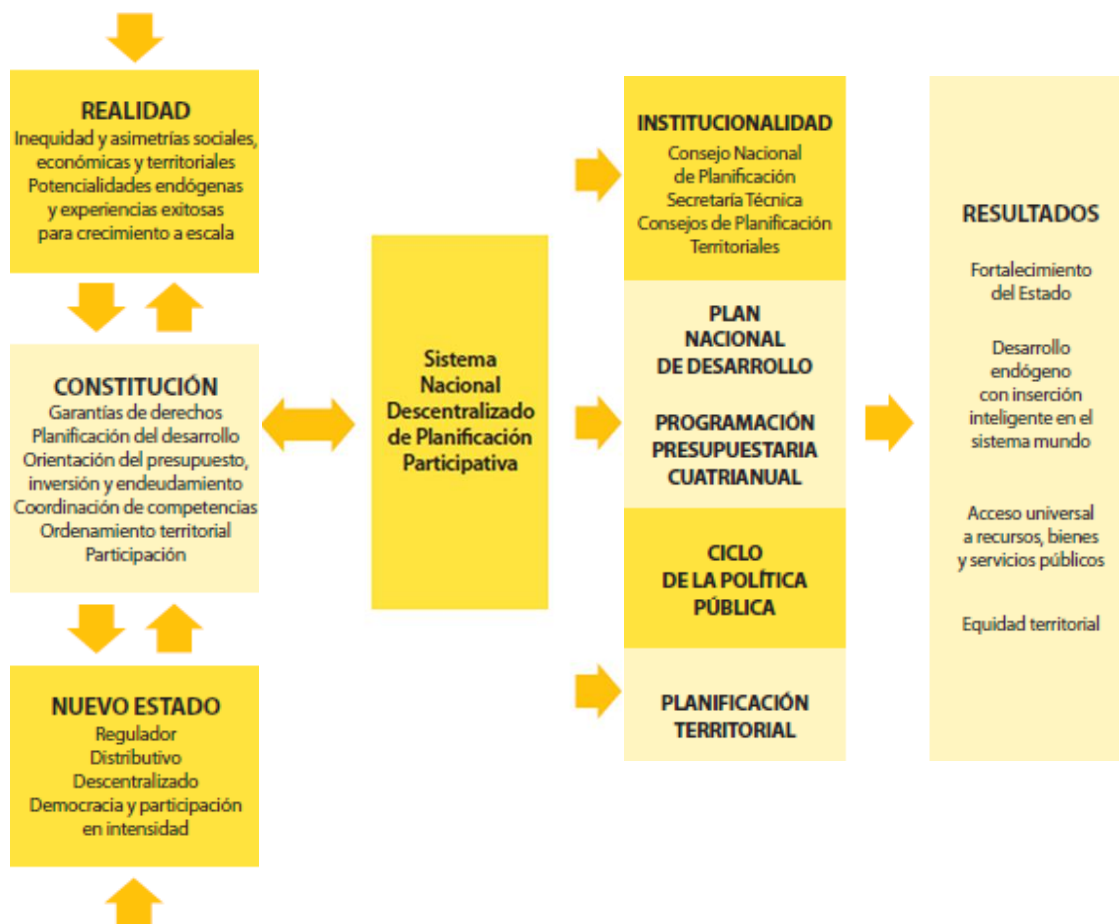 REALIDAD
Inequidad y asimetrías sociales,
económicas y territoriales
Potencialidades endógenas
y experiencias exitosas
para crecimiento a escala
CONSTITUCIÓN
Garantías de derechos
Planificación del desarrollo
Orientación del presupuesto,
inversión y endeudamiento
Coordinación de competencias
Ordenamiento territorial
Participación
NUEVO ESTADO
Regulador
Distributivo
Descentralizado
Democracia y participación
en intensidad
Sistema
Nacional
Descentralizado
de Planificación
Participativa
INSTITUCIONALIDAD
Consejo Nacional
de Planificación
Secretaría Técnica
Consejos de Planificación
Territoriales
PLAN
NACIONAL
DE DESARROLLO
PROGRAMACIÓN
PRESUPUESTARIA
CUATRIANUAL
CICLO
DE LA POLÍTICA
PÚBLICA
PLANIFICACIÓN
TERRITORIAL
RESULTADOS
Fortalecimiento
del Estado
Desarrollo
endógeno
con inserción
inteligente en el
sistema mundo
Acceso universal
a recursos, bienes
y servicios públicos
Equidad territorial